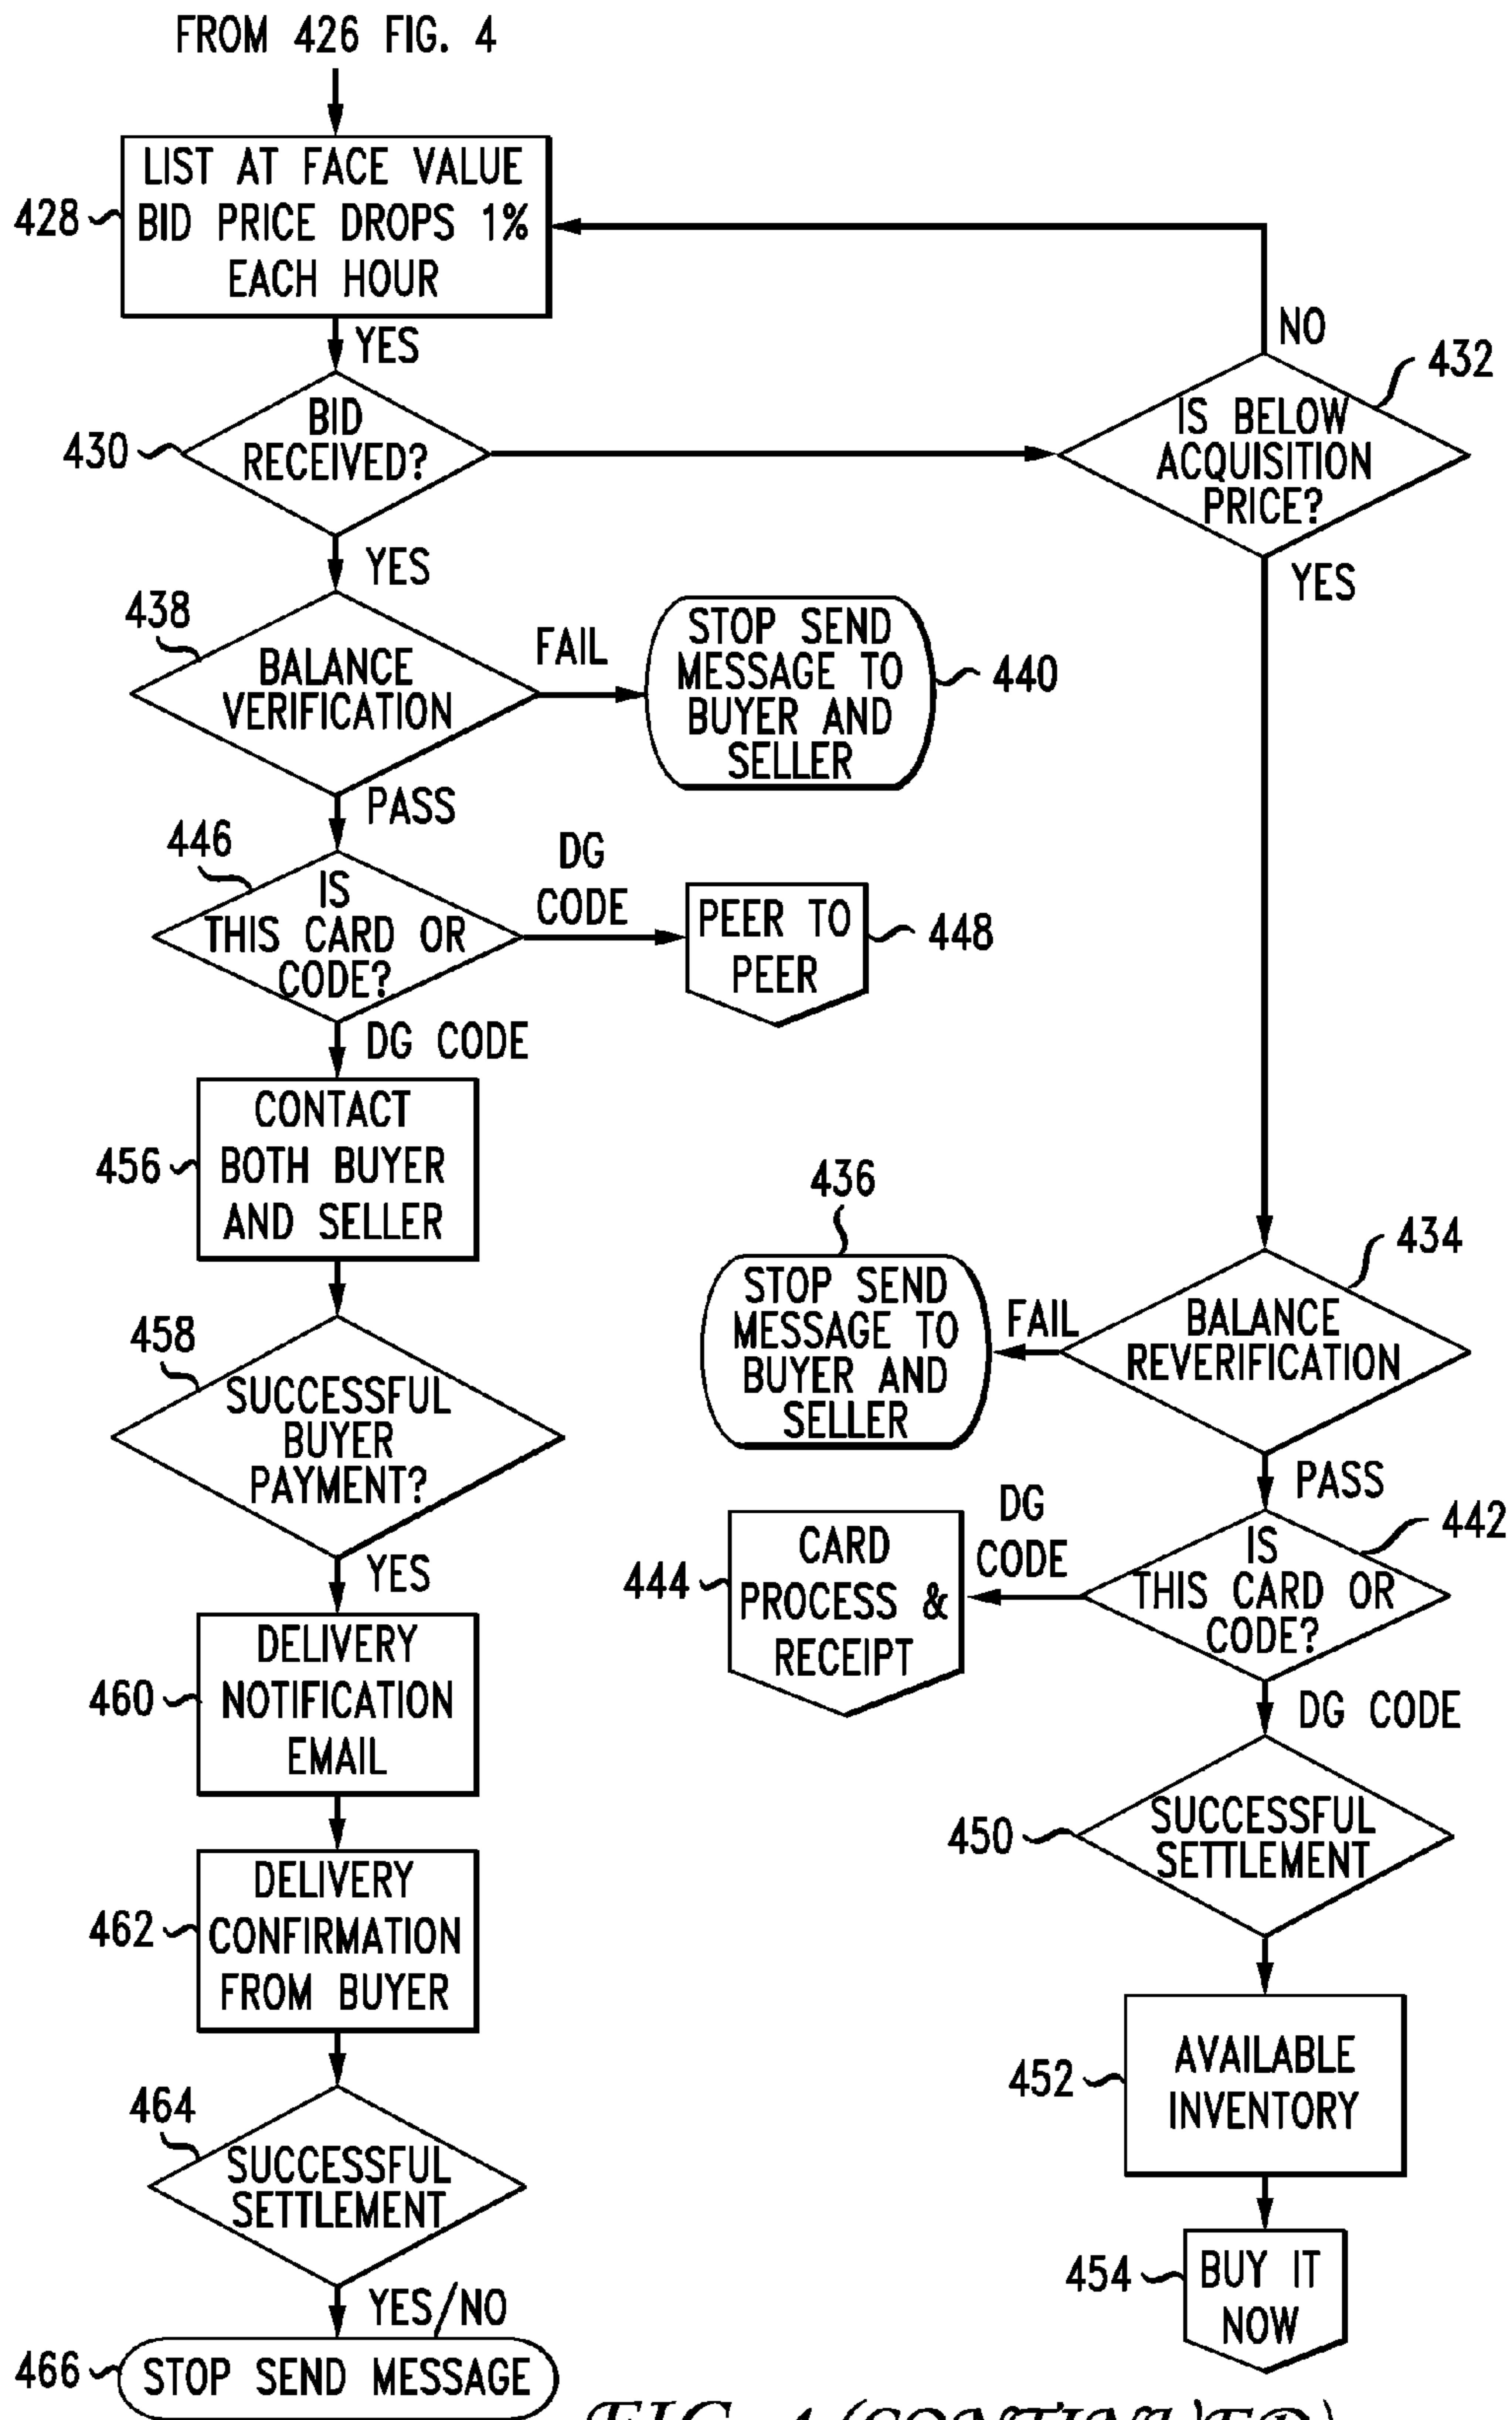 FROM 426 FIG. 4
LIST AT FACE VALUE
BID PRICE DROPS 1%
EACH HOUR
428
YES
NO
432
BID
RECEIVED?
430
IS BELOW
ACQUISITION
PRICE?
YES
YES
438
BALANCE
VERIFICATION
FAIL
STOP SEND
MESSAGE TO
BUYER AND
SELLER
440
PASS
446
IS
THIS CARD OR
CODE?
DG
CODE
PEER TO
PEER
448
DG CODE
CONTACT
BOTH BUYER
AND SELLER
456
436
STOP SEND
MESSAGE TO
BUYER AND
SELLER
FAIL
434
BALANCE
REVERIFICATION
458
SUCCESSFUL
BUYER
PAYMENT?
PASS
442
IS
THIS CARD OR
CODE?
DG
CODE
444
CARD
PROCESS &
RECEIPT
YES
DELIVERY
NOTIFICATION
EMAIL
460
DG CODE
450
SUCCESSFUL
SETTLEMENT
DELIVERY
CONFIRMATION
FROM BUYER
462
452
AVAILABLE
INVENTORY
464
SUCCESSFUL
SETTLEMENT
454
BUY IT
NOW
YES/NO
466
STOP SEND MESSAGE
FIG. 4 (CONTINUED)